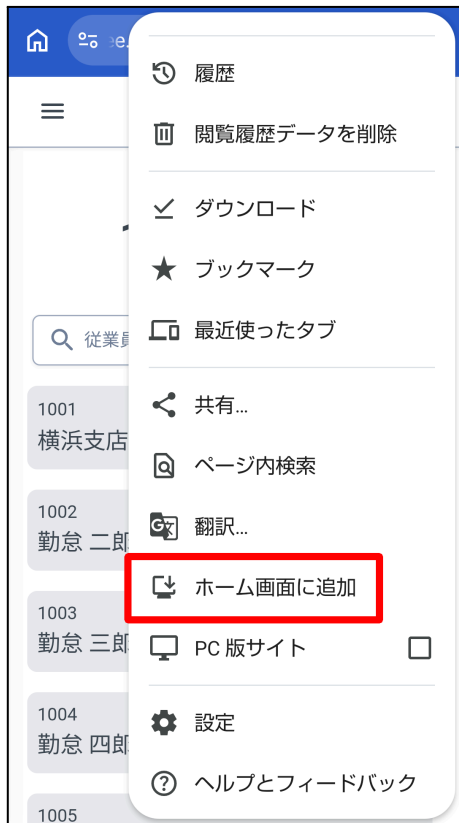 e.
履歴
閲覧履歴データを削除
ダウンロード
ブックマーク
従業員
最近使ったタブ
1001
横浜支店
共有...
ページ内検索
1002
勤怠 二郎
翻訳...
ホーム画面に追加
1003
勤怠 三郎
PC 版サイト
1004
勤怠 四郎
設定
ヘルプとフィードバック
1005